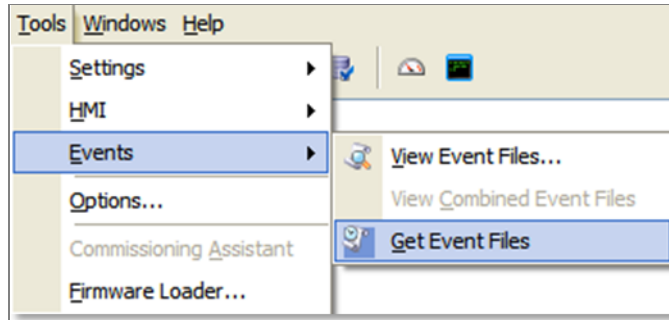 Tools Windows Help
Settings
HMI
Events
View Event Files...
Options...
View Combined Event Files
Commissioning Assistant
Get Event Files
Firmware Loader...